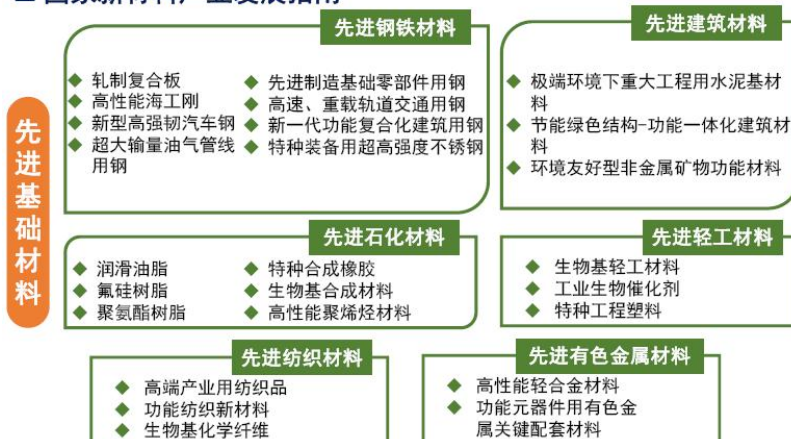 先进钢铁材料
轧制复合板
高性能海工刚
新型高强韧汽车钢
超大输量油气管线
用钢
先进制造基础零部件用钢
高速、重载轨道交通用钢
新一代功能复合化建筑用钢
特种装备用超高强度不锈钢
先进建筑材料
极端环境下重大工程用水泥基材
料
节能绿色结构-功能一体化建筑材
料
环境友好型非金属矿物功能材料
先进基础材料
先进石化材料
润滑油脂
氟硅树脂
聚氨酯树脂
特种合成橡胶
生物基合成材料
高性能聚烯烃材料
先进轻工材料
生物基轻工材料
工业生物催化剂
特种工程塑料
先进纺织材料
高端产业用纺织品
功能纺织新材料
生物基化学纤维
先进有色金属材料
高性能轻合金材料
功能元器件用有色金
属关键配套材料